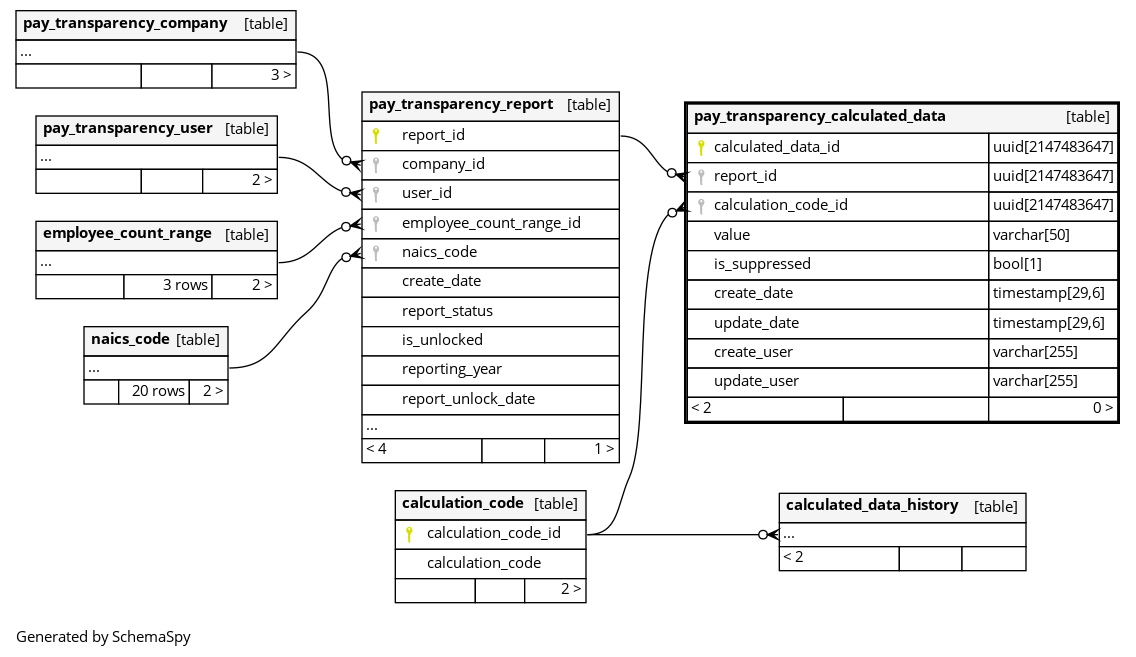 pay_transparency_company [table]
...
3 >
pay_transparency_user [table]
...
2 >
employee_count_range [table]
...
3 rows 2 >
naics_code [table]
...
20 rows 2 >
pay_transparency_report [table]
report_id
company_id
user_id
employee_count_range_id
naics_code
create_date
report_status
is_unlocked
reporting_year
report_unlock_date
...
< 4 1 >
pay_transparency_calculated_data [table]
calculated_data_id uuid[2147483647]
report_id uuid[2147483647]
calculation_code_id uuid[2147483647]
value varchar[50]
is_suppressed bool[1]
create_date timestamp[29,6]
update_date timestamp[29,6]
create_user varchar[255]
update_user varchar[255]
< 2 0 >
calculation_code [table]
calculation_code_id
calculation_code
2 >
calculated_data_history [table]
...
< 2
Generated by SchemaSpy